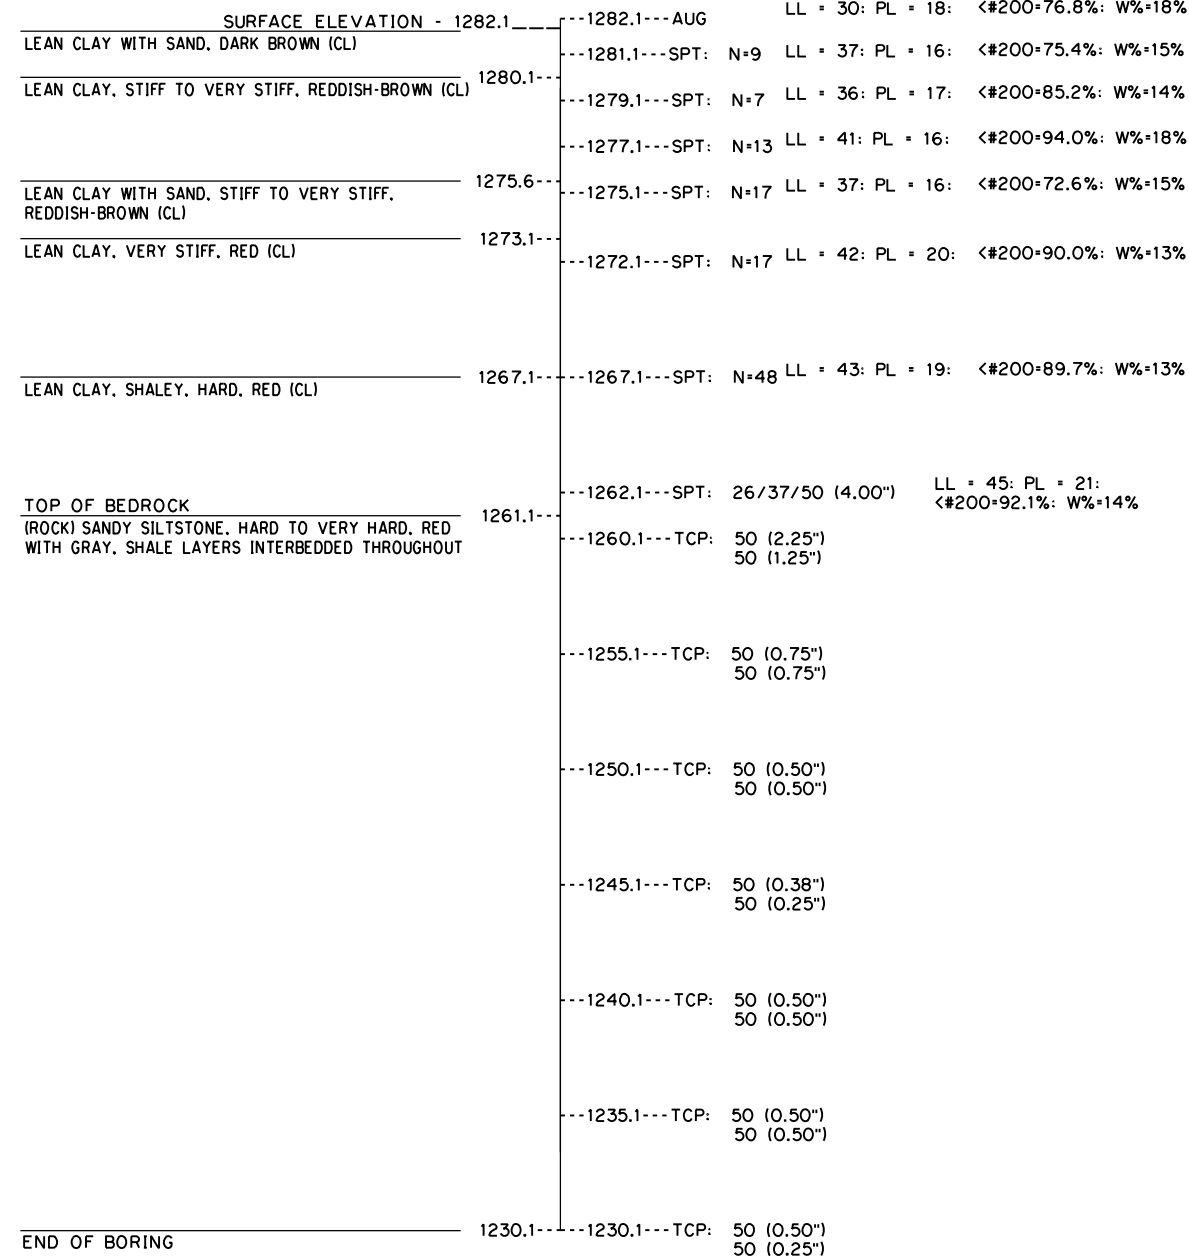 LL = 30: PL = 18: <#200=76.8%: W%=18%
SURFACE ELEVATION - 1282.1____---1282.1---AUG
LEAN CLAY WITH SAND, DARK BROWN (CL)
---1281.1---SPT: N=9 LL = 37: PL = 16: <#200=75.4%: W%=15%
1280.1---
LEAN CLAY, STIFF TO VERY STIFF, REDDISH-BROWN (CL)
---1279.1---SPT: N=7 LL = 36: PL = 17: <#200=85.2%: W%=14%
---1277.1---SPT: N=13 LL = 41: PL = 16: <#200=94.0%: W%=18%
1275.6---
LEAN CLAY WITH SAND, STIFF TO VERY STIFF,
REDDISH-BROWN (CL)
---1275.1---SPT: N=17 LL = 37: PL = 16: <#200=72.6%: W%=15%
1273.1---
LEAN CLAY, VERY STIFF, RED (CL)
---1272.1---SPT: N=17 LL = 42: PL = 20: <#200=90.0%: W%=13%
1267.1------1267.1---SPT: N=48 LL = 43: PL = 19: <#200=89.7%: W%=13%
LEAN CLAY, SHALEY, HARD, RED (CL)
---1262.1---SPT: 26/37/50 (4.00") LL = 45: PL = 21:
<#200=92.1%: W%=14%
TOP OF BEDROCK
1261.1---
(ROCK) SANDY SILTSTONE, HARD TO VERY HARD, RED
WITH GRAY, SHALE LAYERS INTERBEDDED THROUGHOUT
---1260.1---TCP: 50 (2.25")
50 (1.25")
---1255.1---TCP: 50 (0.75")
50 (0.75")
---1250.1---TCP: 50 (0.50")
50 (0.50")
---1245.1---TCP: 50 (0.38")
50 (0.25")
---1240.1---TCP: 50 (0.50")
50 (0.50")
---1235.1---TCP: 50 (0.50")
50 (0.50")
1230.1------1230.1---TCP: 50 (0.50")
50 (0.25")
END OF BORING